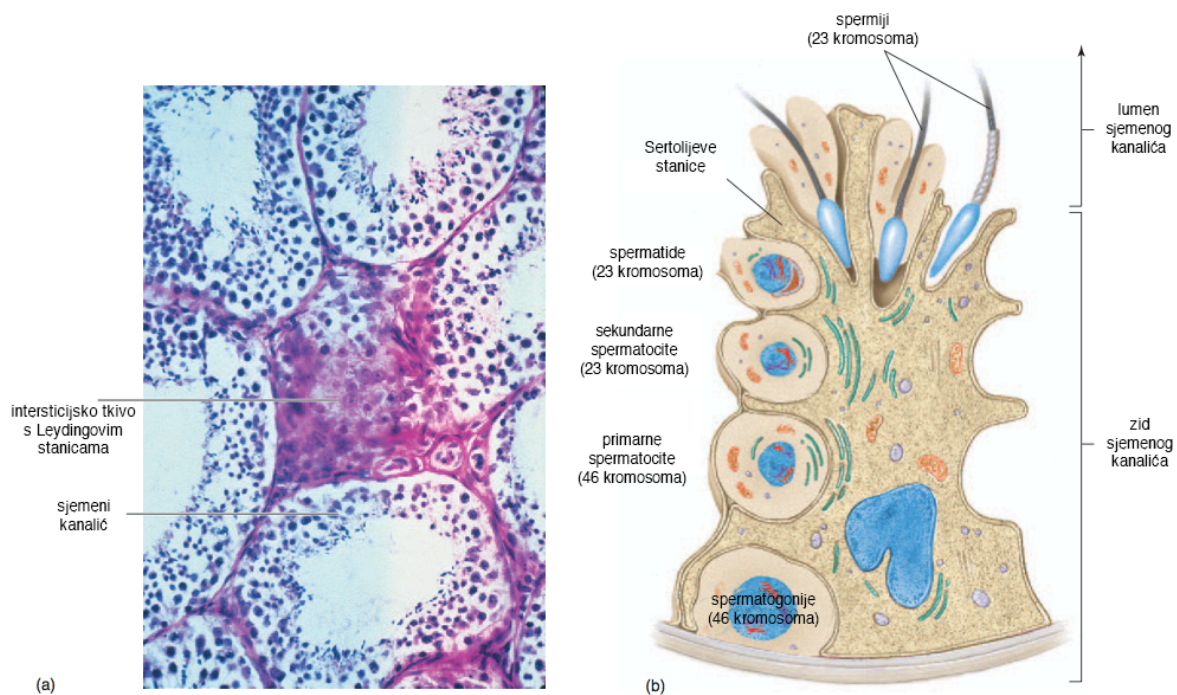 intersticijsko tkivo
s Leydingovim
stanicama
sjemeni
kanalić
(a)
spermiji
(23 kromosoma)
Sertolijeve
stanice
spermatide
(23 kromosoma)
sekundarne
spermatocite
(23 kromosoma)
primarne
spermatocite
(46 kromosoma)
spermatogonije
(46 kromosoma)
lumen
sjemenog
kanalića
zid
sjemenog
kanalića
(b)